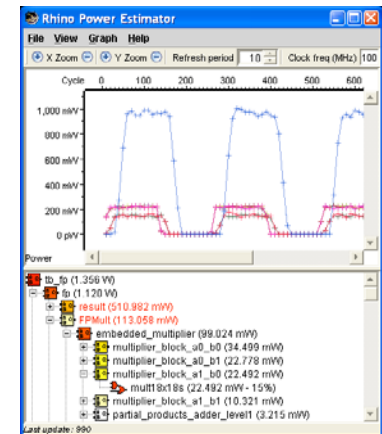 Rhino Power Estimator
File View Graph Help
X Zoom Y Zoom Refresh period 10 Clock freq (MHz) 100
Cycle 0 100 200 300 400 500 600
1,000 mW
800 mW
600 mW
400 mW
200 mW
0 pW
Power
tb_fp (1.356 W)
fp (1.120 W)
result (510.982 mW)
FPMult (113.058 mW)
embedded_multiplier (99.024 mW)
multiplier_block_a0_b0 (34.499 mW)
multiplier_block_a0_b1 (22.778 mW)
multiplier_block_a1_b0 (22.492 mW)
mult18x18s (22.492 mW - 15%)
multiplier_block_a1_b1 (10.321 mW)
partial_products_adder_level1 (3.215 mW)
Last update: 990